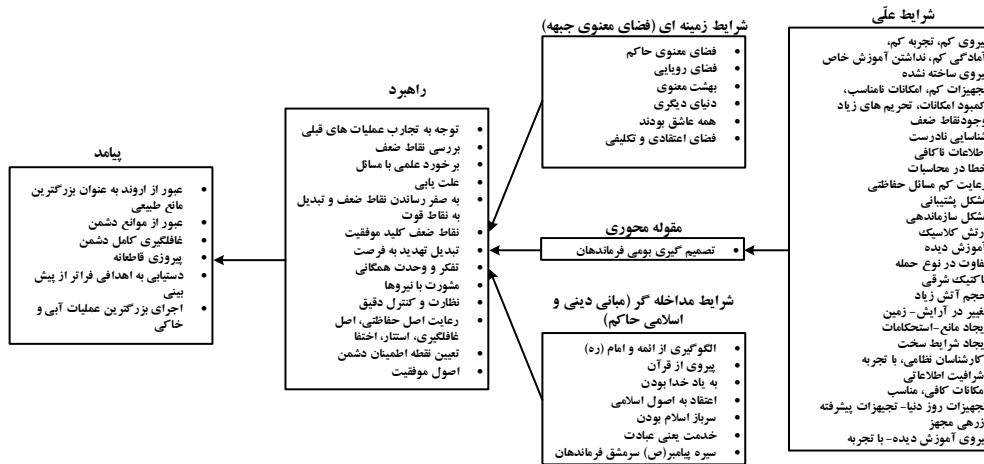 شرایط علّی
نیروی کم، تجربه کم،
آمادگی کم، نداشتن آموزش خاص
نیروی ساخته نشده
تجهیزات کم، امکانات نامناسب،
کمبود امکانات، تحریم های زیاد
وجودنقاط ضعف
شناسایی نادرست
اطلاعات ناکافی
خطا در محاسبات
رعایت کم مسائل حفاظتی
مشکل پشتیبانی
مشکل سازماندهی
ارتش کلاسیک
آموزش دیده
تفاوت در نوع حمله
تاکتیک شرقی
حجم آتش زیاد
تغییر در آرایش- زمین
ایجاد مانع-استحکامات
ایجاد شرایط سخت
کارشناسان نظامی، با تجربه
اشرافیت اطلاعاتی
امکانات کافی، مناسب
تجهیزات روز دنیا- تجیهزات پیشرفته
زرهی مجهز
نیروی آموزش دیده- با تجربه
شرایط زمینه ای (فضای معنوی جبهه)
• فضای معنوی حاکم
• فضای رویایی
• بهشت معنوی
• دنیای دیگری
• همه عاشق بودند
• فضای اعتقادی و تکلیفی
مقوله محوری
• تصمیم گیری بومی فرماندهان
شرایط مداخله گر (مبانی دینی و
اسلامی حاکم)
• الگوگیری از ائمه و امام (ره)
• پیروی از قرآن
• به یاد خدا بودن
• اعتقاد به اصول اسلامی
• سرباز اسلام بودن
• خدمت یعنی عبادت
• سیره پیامبر(ص) سرمشق فرماندهان
راهبرد
• توجه به تجارب عملیات های قبلی
• بررسی نقاط ضعف
• برخورد علمی با مسائل
• علت یابی
• به صفر رساندن نقاط ضعف و تبدیل
به نقاط قوت
• نقاط ضعف کلید موفقیت
• تبدیل تهدید به فرصت
• تفکر و وحدت همگانی
• مشورت با نیروها
• نظارت و کنترل دقیق
• رعایت اصل حفاظتی، اصل
غافلگیری، استتار، اختفا
• تعیین نقطه اطمینان دشمن
• اصول موفقیت
پیامد
• عبور از اروند به عنوان بزرگترین
مانع طبیعی
• عبور از موانع دشمن
• غافلگیری کامل دشمن
• پیروزی قاطعانه
• دستیابی به اهدافی فراتر از پیش
بینی
• اجرای بزرگترین عملیات آبی و
خاکی